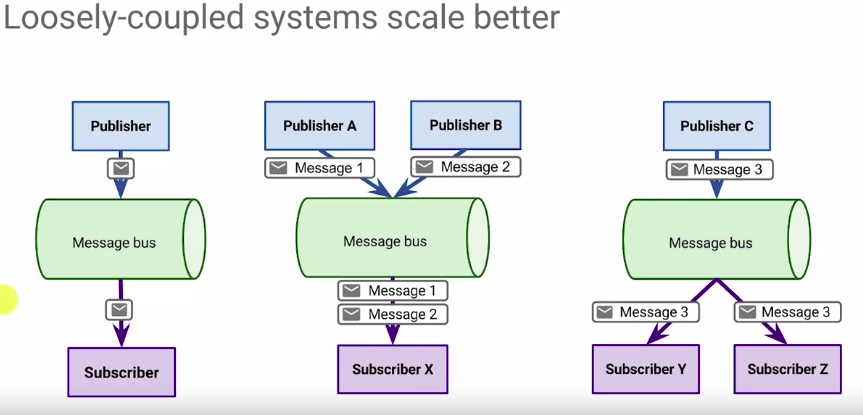 Loosely-coupled systems scale better
Publisher
Message bus
Subscriber
Publisher A
Publisher B
Message 1
Message 2
Message bus
Message 1
Message 2
Subscriber X
Publisher C
Message 3
Message bus
Message 3
Message 3
Subscriber Y
Subscriber Z